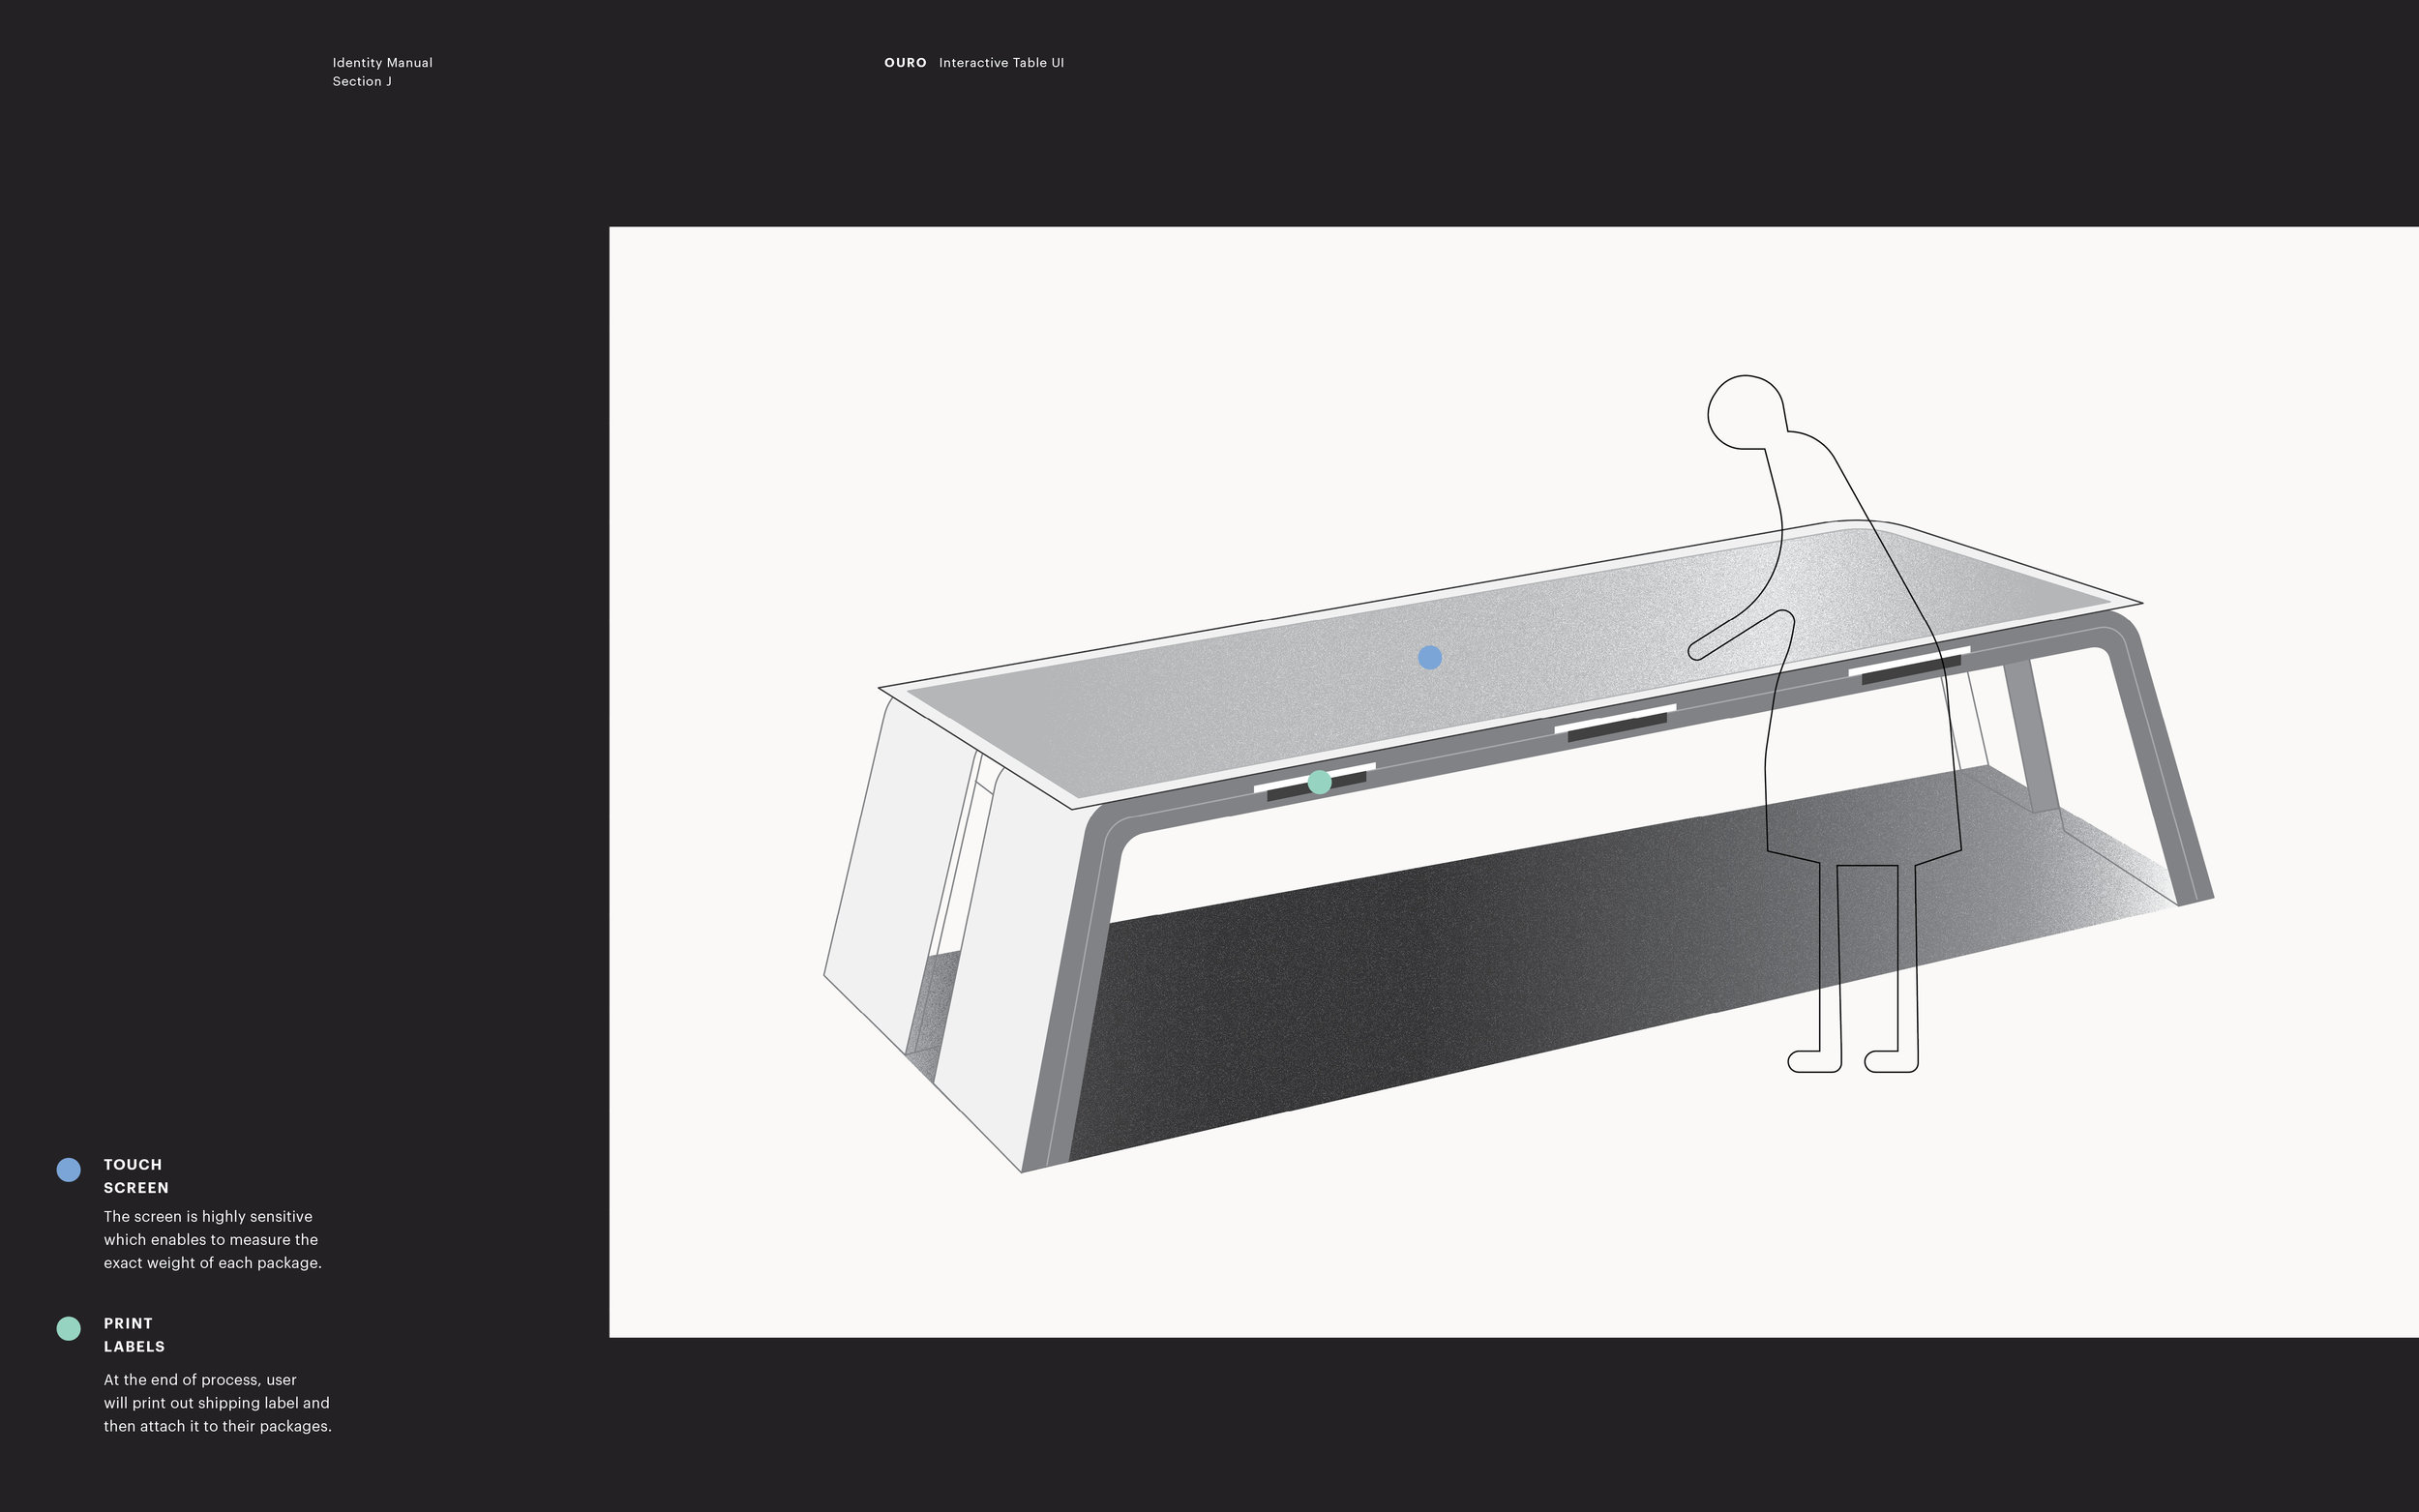 Identity Manual
Section J
OURO Interactive Table UI
TOUCH
SCREEN
The screen is highly sensitive
which enables to measure the
exact weight of each package.
PRINT
LABELS
At the end of process, user
will print out shipping label and
then attach it to their packages.